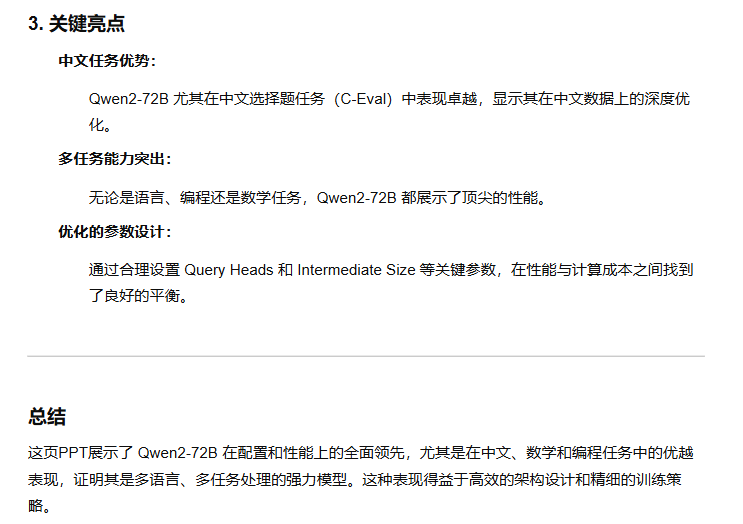 3. 关键亮点
中文任务优势：
Qwen2-72B 尤其在中文选择题任务（C-Eval）中表现卓越，显示其在中文数据上的深度优
化。
多任务能力突出：
无论是语言、编程还是数学任务，Qwen2-72B 都展示了顶尖的性能。
优化的参数设计：
通过合理设置 Query Heads 和 Intermediate Size 等关键参数，在性能与计算成本之间找到
了良好的平衡。
总结
这页PPT展示了 Qwen2-72B 在配置和性能上的全面领先，尤其是在中文、数学和编程任务中的优越
表现，证明其是多语言、多任务处理的强力模型。这种表现得益于高效的架构设计和精细的训练策
略。